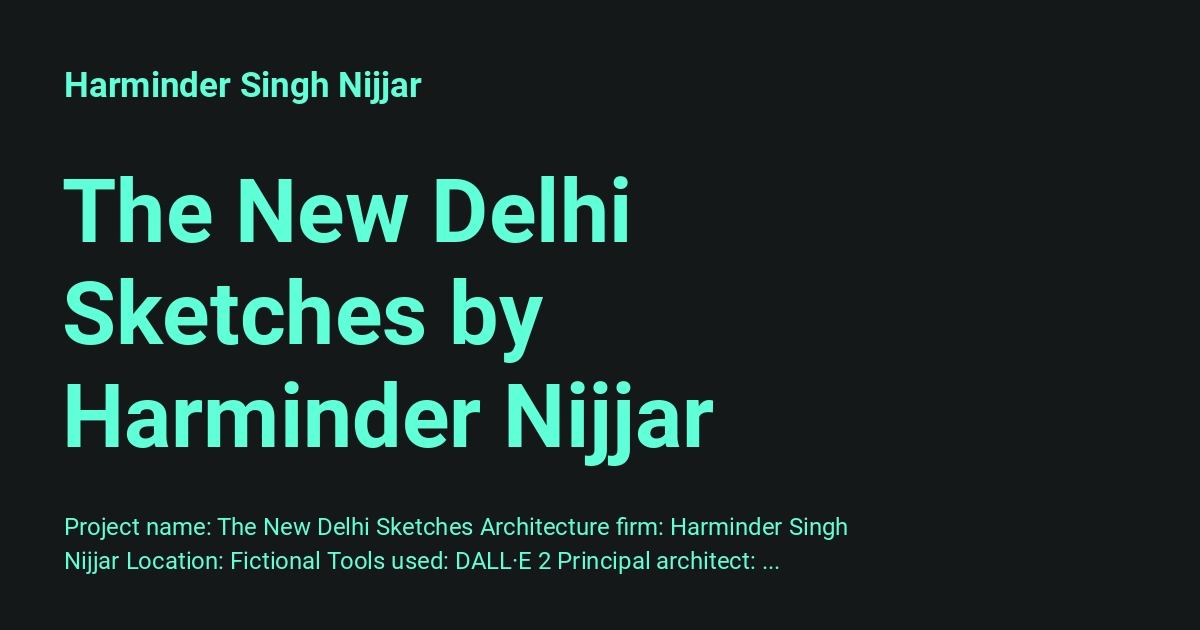 Harminder Singh Nijjar
The New Delhi
Sketches by
Harminder Nijjar
Project name: The New Delhi Sketches Architecture firm: Harminder Singh
Nijjar Location: Fictional Tools used: DALL·E 2 Principal architect: ...